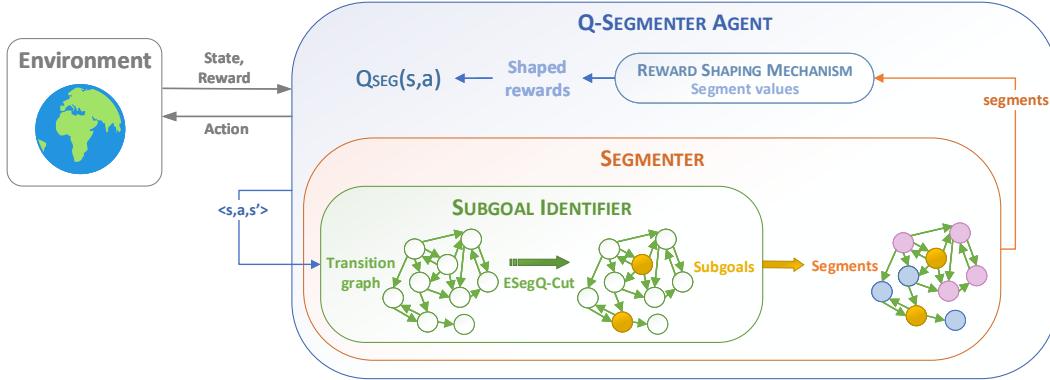 Q-SEGMENTER AGENT
Environment
State,
Reward
Action
QSEG(s,a)
Shaped
rewards
REWARD SHAPING MECHANISM
Segment values
segments
SEGMENTER
<s,a,s'>
SUBGOAL IDENTIFIER
Transition
graph
ESegQ-Cut
Subgoals
Segments